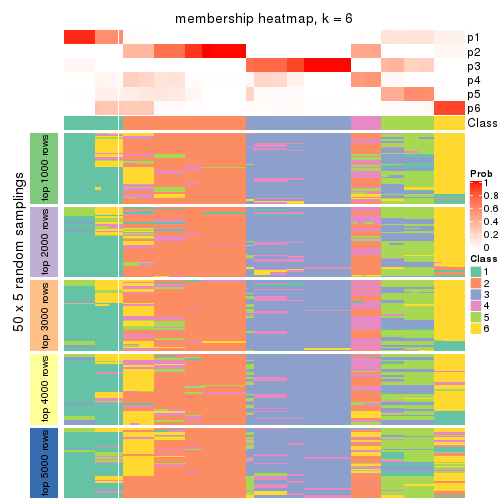 membership heatmap, k = 6
p1
p2
p3
p4
p5
p6
Class
50 x 5 random samplings
top 1000 rows
top 2000 rows
top 3000 rows
top 4000 rows
top 5000 rows
Prob
1
0.8
0.6
0.4
0.2
0
Class
1
2
3
4
5
6